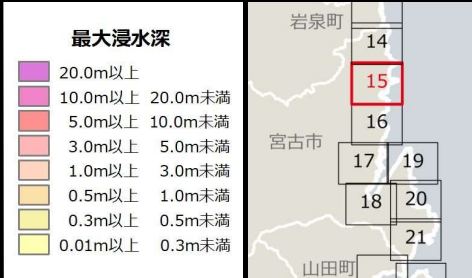 最大浸水深
20.0m以上
10.0m以上 20.0m未満
5.0m以上 10.0m未満
3.0m以上 5.0m未満
1.0m以上 3.0m未満
0.5m以上 1.0m未満
0.3m以上 0.5m未満
0.01m以上 0.3m未満
岩泉町
14
15
16
宮古市
17
19
18
20
21
山田町